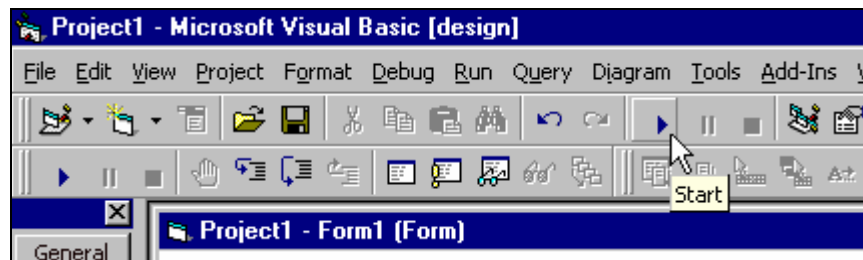 Project1 - Microsoft Visual Basic [design]
File Edit View Project Format Debug Run Query Diagram Tools Add-Ins
Start
Project1 - Form1 (Form)
General